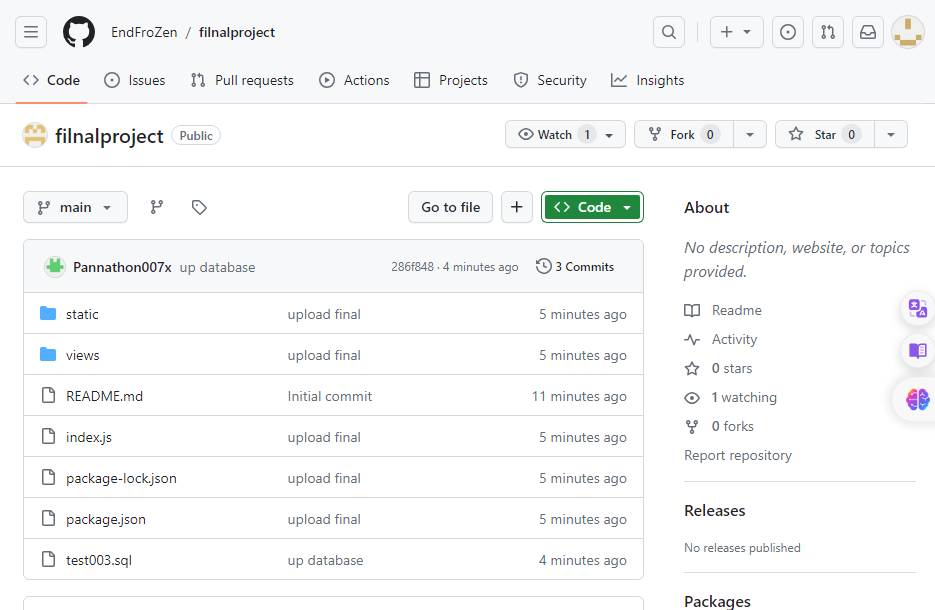 EndFroZen / filnalproject
Code Issues Pull requests Actions Projects Security Insights
filnalproject Public Watch 1 Fork 0 Star 0
main Go to file Code
Pannathon007x up database 286f848 · 4 minutes ago 3 Commits
static upload final 5 minutes ago
views upload final 5 minutes ago
README.md Initial commit 11 minutes ago
index.js upload final 5 minutes ago
package-lock.json upload final 5 minutes ago
package.json upload final 5 minutes ago
test003.sql up database 4 minutes ago
About
No description, website, or topics
provided.
Readme
Activity
0 stars
1 watching
0 forks
Report repository
Releases
No releases published
Packages